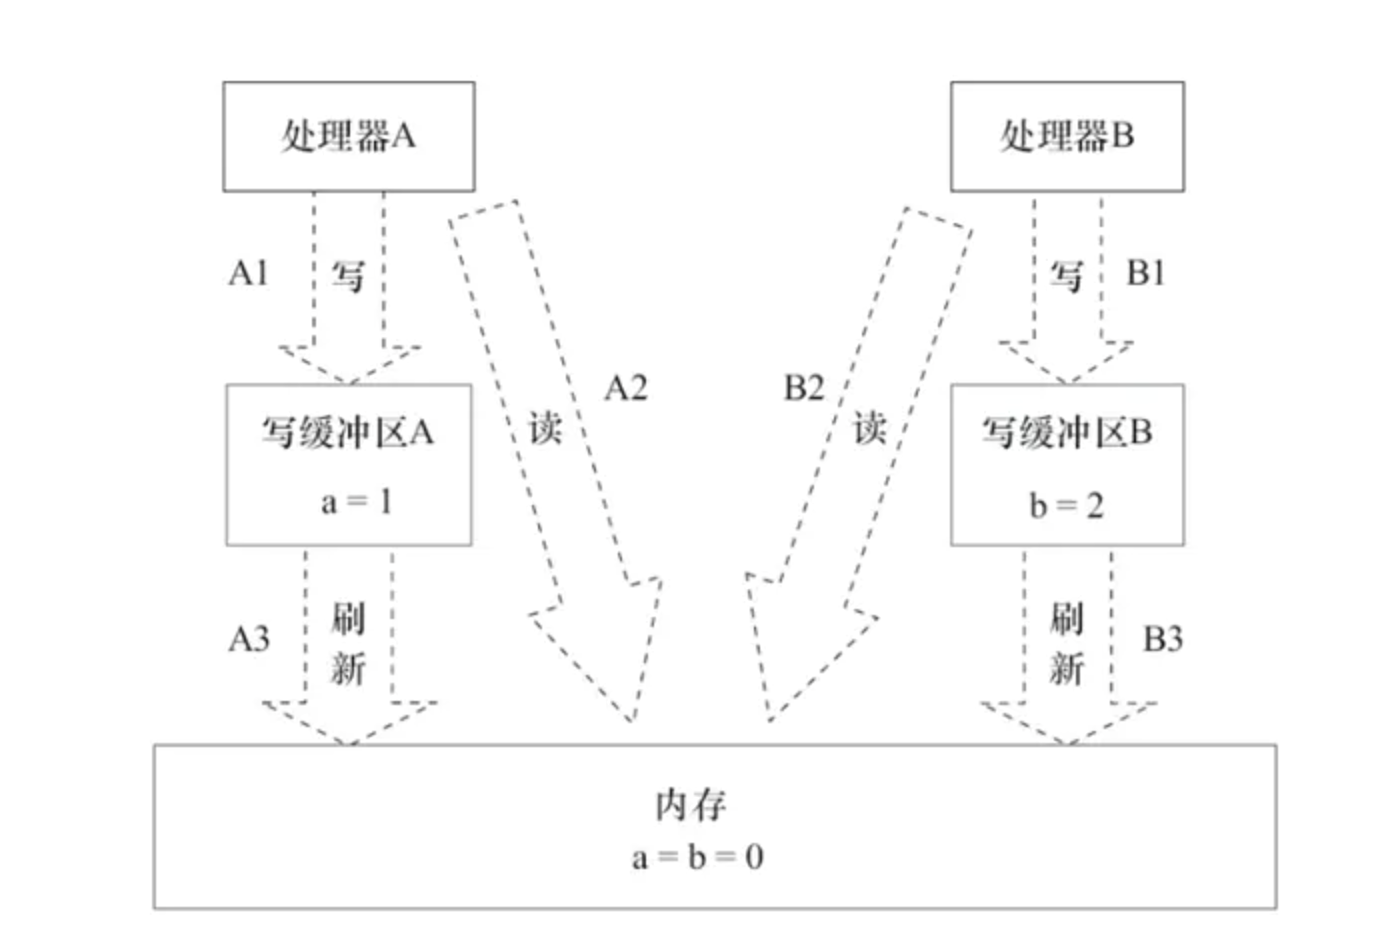 处理器A
处理器B
A1
写
写
B1
A2
B2
读
读
写缓冲区A
a = 1
写缓冲区B
b = 2
A3
刷
新
刷
新
B3
内存
a = b = 0